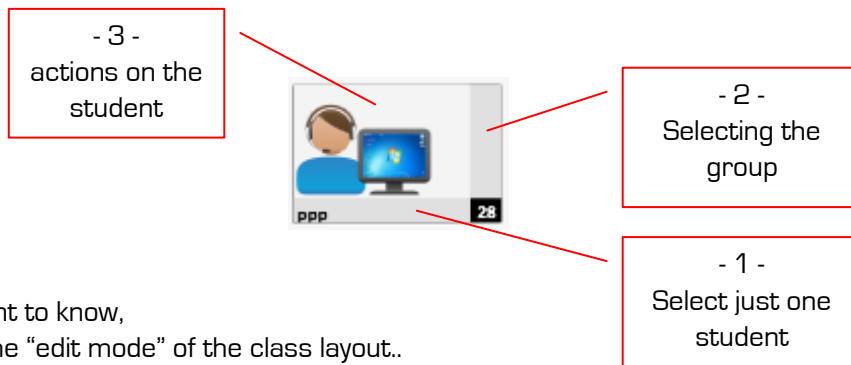 - 3 -
actions on the
student
- 2 -
Selecting the
group
ppp
28
- 1 -
Select just one
student
nt to know,
ne “edit mode” of the class layout..